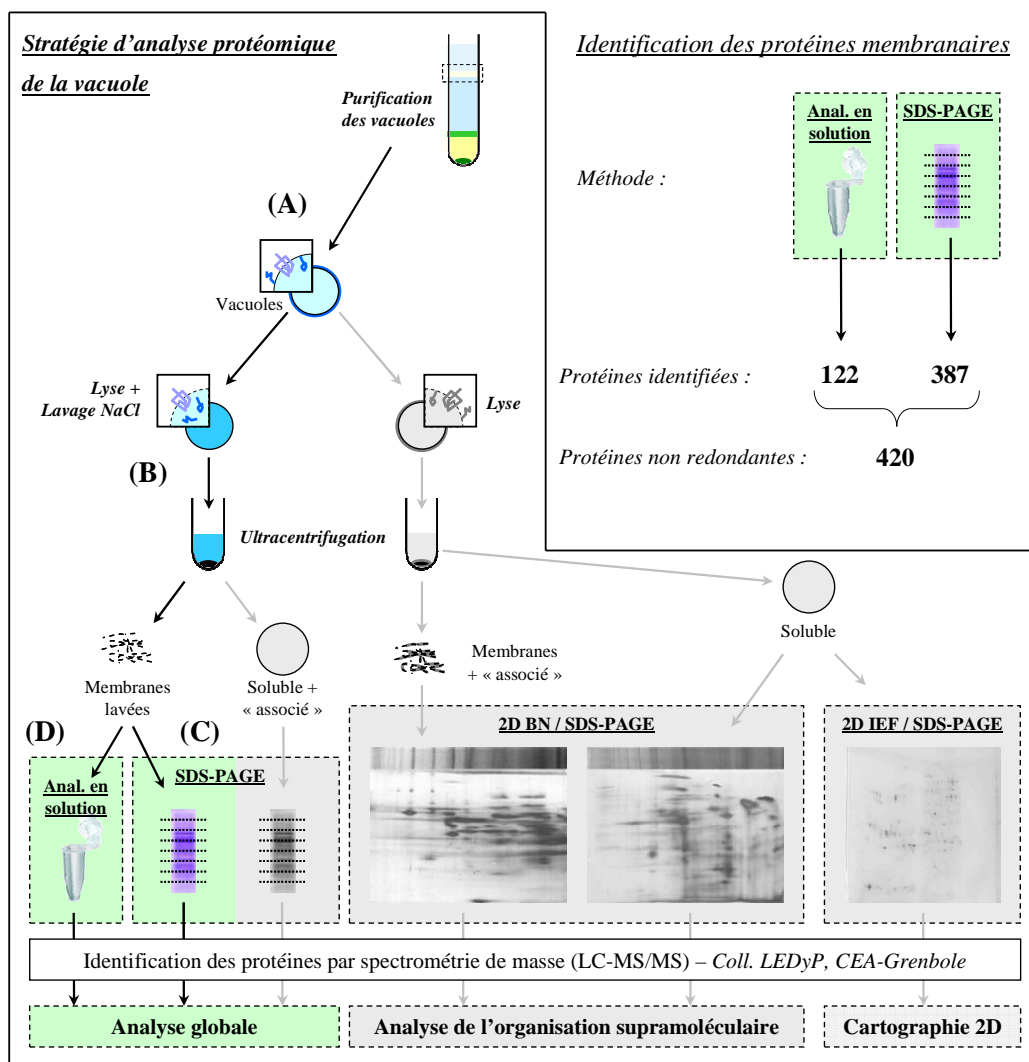 Stratégie d'analyse protéomique
de la vacuole
Purification
des vacuoles
(A)
Vacuoles
Lyse +
Lavage NaCl
Lyse
(B)
Ultracentrifugation
Membranes
lavées
Soluble +
« associé »
Membranes
+ « associé »
Soluble
(D)
(C)
Anal. en
solution
SDS-PAGE
2D BN / SDS-PAGE
2D IEF / SDS-PAGE
Identification des protéines par spectrométrie de masse (LC-MS/MS) – Coll. LEDyP, CEA-Grenbole
Analyse globale
Analyse de l'organisation supramoléculaire
Cartographie 2D
Identification des protéines membranaires
Anal. en
solution
SDS-PAGE
Méthode :
Protéines identifiées :
122
387
Protéines non redondantes :
420